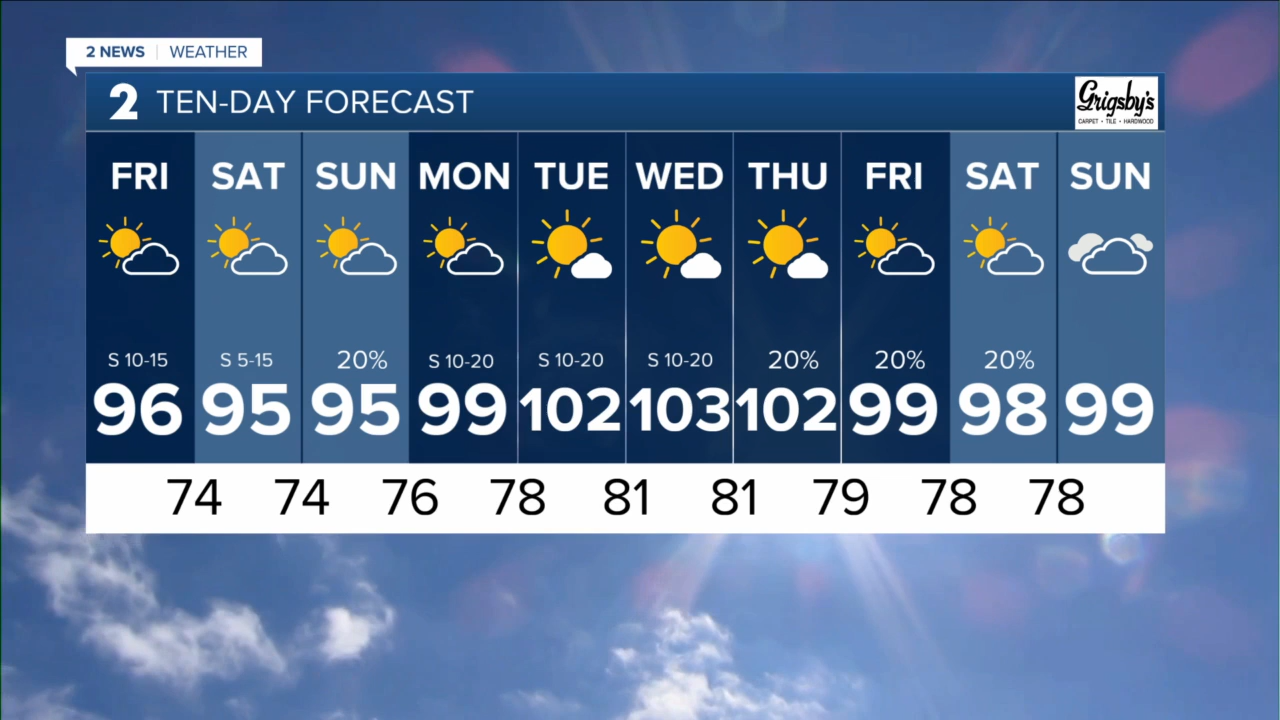 2 NEWS | WEATHER
2 TEN-DAY FORECAST
Grigsby's
CARPET • TILE • HARDWOOD
FRI SAT SUN MON TUE WED THU FRI SAT SUN
S 10-15 S 5-15 20% S 10-20 S 10-20 S 10-20 20% 20% 20%
96 95 95 99 102 103 102 99 98 99
74 74 76 78 81 81 79 78 78